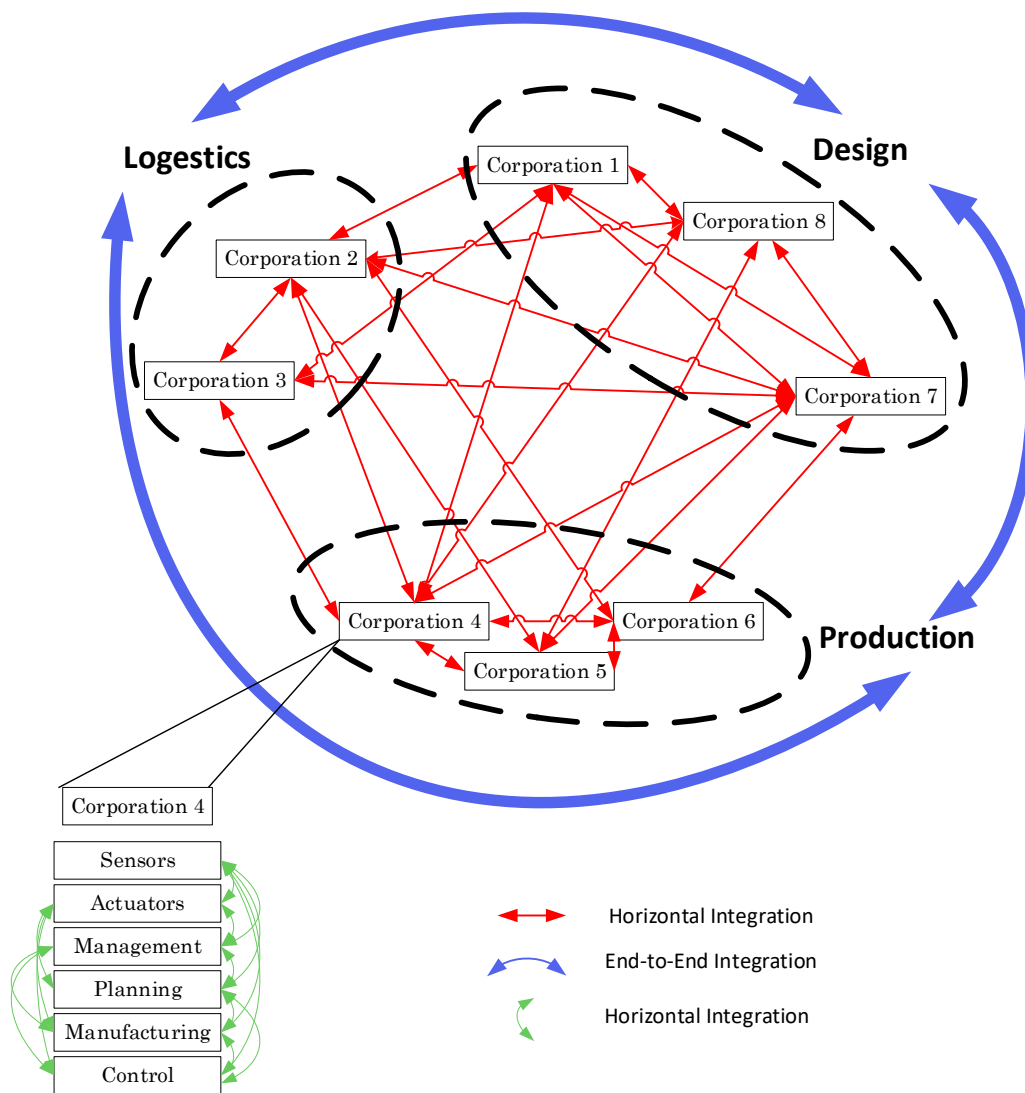 Logestics
Design
Corporation 1
Corporation 8
Corporation 2
Corporation 3
Corporation 7
Corporation 4
Corporation 6
Production
Corporation 5
Corporation 4
Sensors
Actuators
Management
Planning
Manufacturing
Control
Horizontal Integration
End-to-End Integration
Horizontal Integration